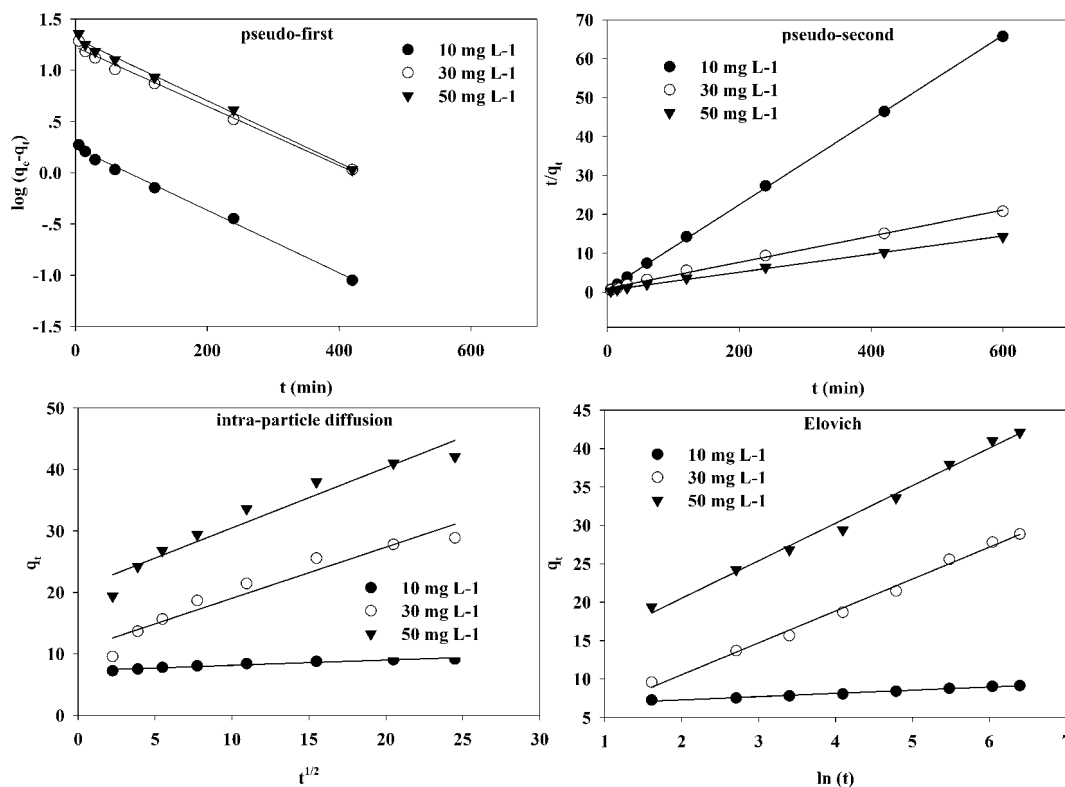 pseudo-first
1.5
1.0
.5
0.0
-.5
-1.0
-1.5
log (qe-qt)
10 mg L-1
30 mg L-1
50 mg L-1
0
200
400
600
t (min)
pseudo-second
70
60
50
40
30
20
10
0
t/qt
10 mg L-1
30 mg L-1
50 mg L-1
0
200
400
600
t (min)
intra-particle diffusion
50
40
30
20
10
0
qt
10 mg L-1
30 mg L-1
50 mg L-1
0
5
10
15
20
25
30
t1/2
Elovich
45
40
35
30
25
20
15
10
5
qt
10 mg L-1
30 mg L-1
50 mg L-1
1
2
3
4
5
6
7
ln (t)